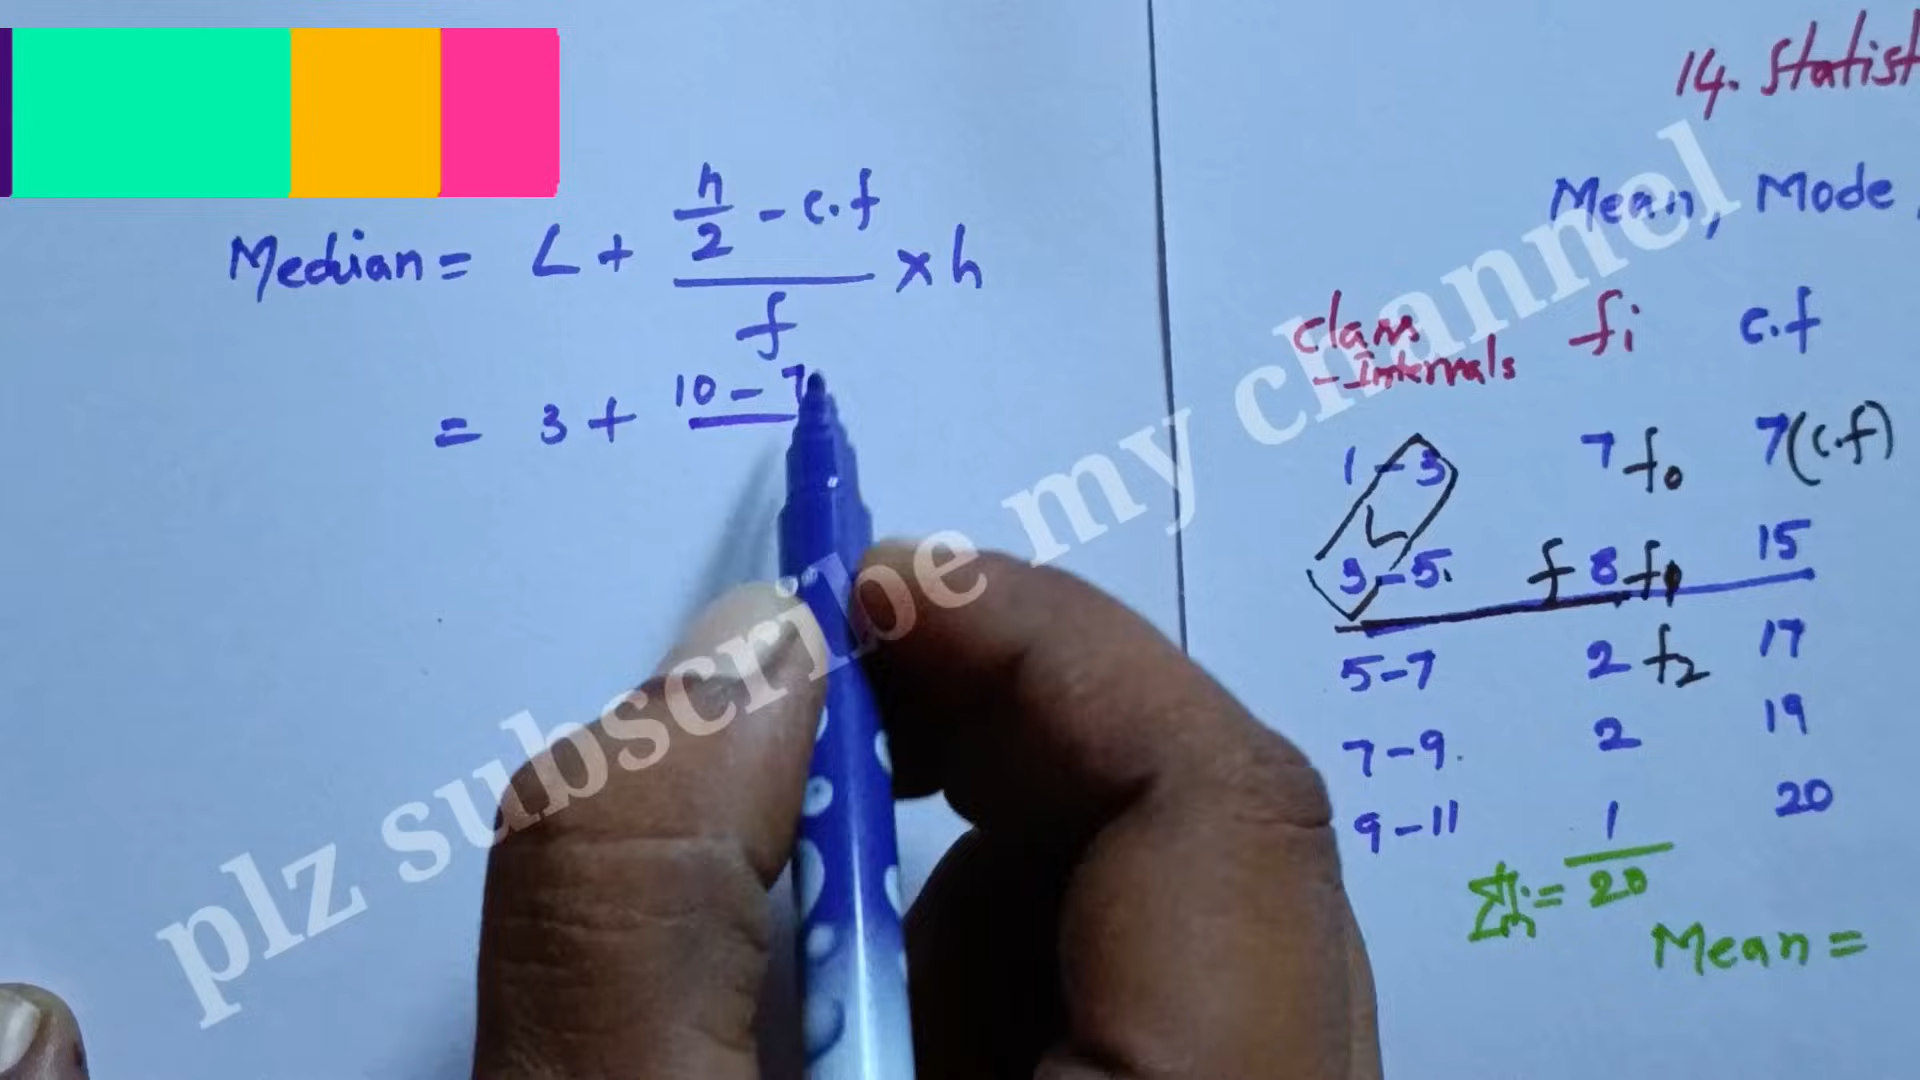 Median = L + n/2 - c.f / f × h
= 3 + 10 - 7
14. Statist
Mean, Mode,
Class - Intervals fi c.f
1 - 3 7 f0 7 (c.f)
L
3 - 5. f 8 f1 15
5 - 7 2 f2 17
7 - 9. 2 19
9 - 11 1 20
Σfi = 20
Mean =
plz subscribe my channel